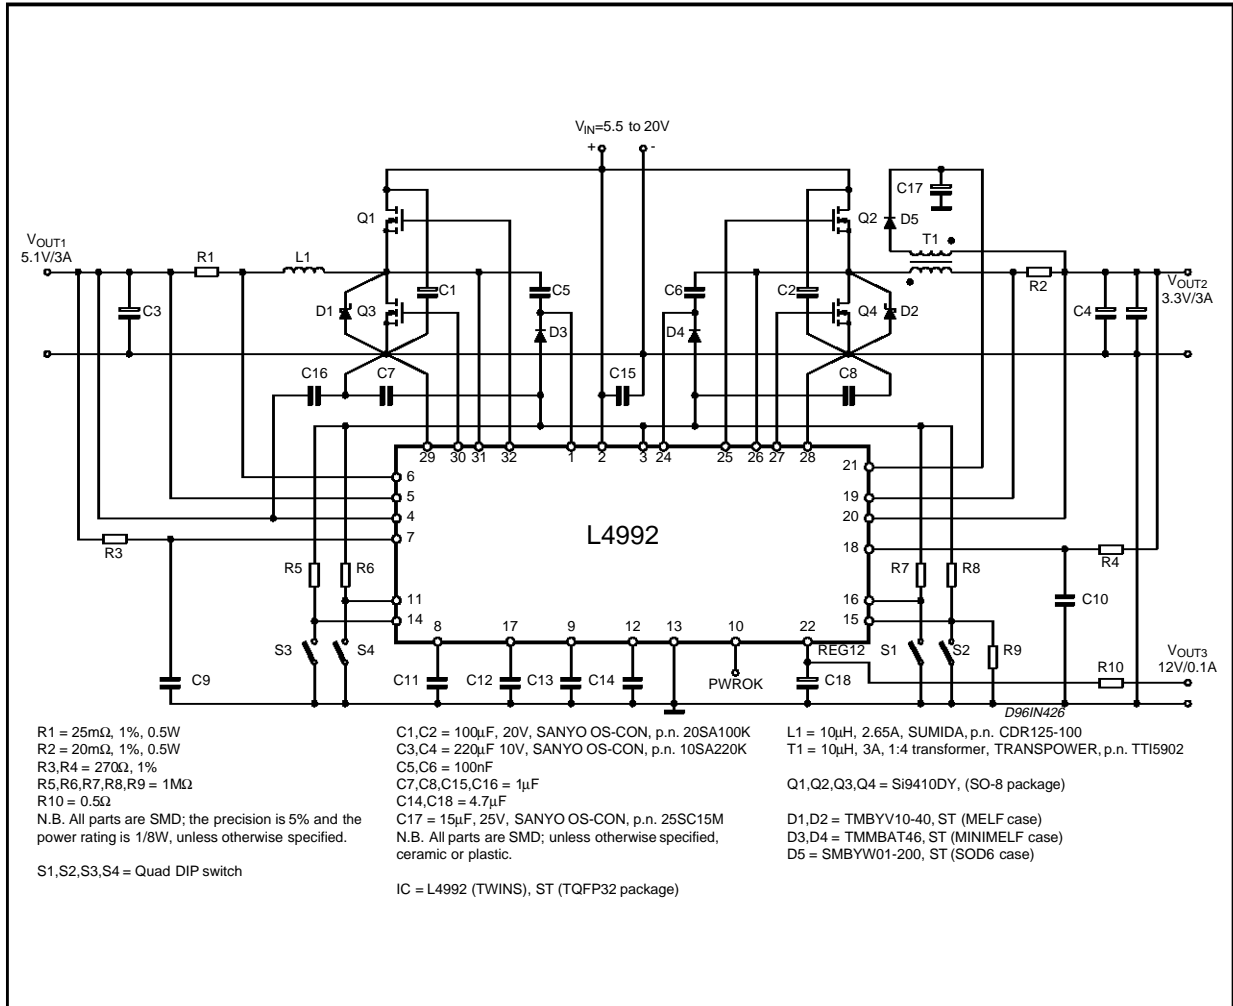 V_IN=5.5 to 20V
+ -
Q1
Q2
C17
D5
T1
V_OUT1
5.1V/3A
R1
L1
V_OUT2
3.3V/3A
R2
C3
D1
Q3
C1
C5
D3
C6
D4
C2
Q4
D2
C4
C16
C7
C15
C8
29 30 31 32 1 2 3 24 25 26 27 28
6
5
4
7
11
14
21
19
20
18
16
15
L4992
R3
R4
R5
R6
R7
R8
C10
8 17 9 12 13 10 22
REG12
S3
S4
S1
S2
R9
V_OUT3
12V/0.1A
R10
C9
C11
C12
C13
C14
PWROK
C18
D96IN426
R1 = 25mΩ, 1%, 0.5W
R2 = 20mΩ, 1%, 0.5W
R3,R4 = 270Ω, 1%
R5,R6,R7,R8,R9 = 1MΩ
R10 = 0.5Ω
N.B. All parts are SMD; the precision is 5% and the
power rating is 1/8W, unless otherwise specified.
S1,S2,S3,S4 = Quad DIP switch
C1,C2 = 100µF, 20V, SANYO OS-CON, p.n. 20SA100K
C3,C4 = 220µF 10V, SANYO OS-CON, p.n. 10SA220K
C5,C6 = 100nF
C7,C8,C15,C16 = 1µF
C14,C18 = 4.7µF
C17 = 15µF, 25V, SANYO OS-CON, p.n. 25SC15M
N.B. All parts are SMD; unless otherwise specified,
ceramic or plastic.
IC = L4992 (TWINS), ST (TQFP32 package)
L1 = 10µH, 2.65A, SUMIDA, p.n. CDR125-100
T1 = 10µH, 3A, 1:4 transformer, TRANSPOWER, p.n. TTI5902
Q1,Q2,Q3,Q4 = Si9410DY, (SO-8 package)
D1,D2 = TMBYV10-40, ST (MELF case)
D3,D4 = TMMBAT46, ST (MINIMELF case)
D5 = SMBYW01-200, ST (SOD6 case)